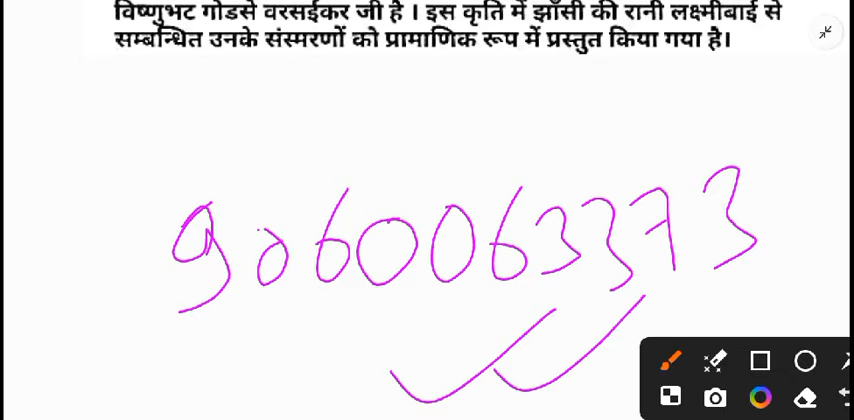 विष्णुभट गोडसे वरसईकर जी है । इस कृति में झाँसी की रानी लक्ष्मीबाई से
सम्बन्धित उनके संस्मरणों को प्रामाणिक रूप में प्रस्तुत किया गया है।
9060063373